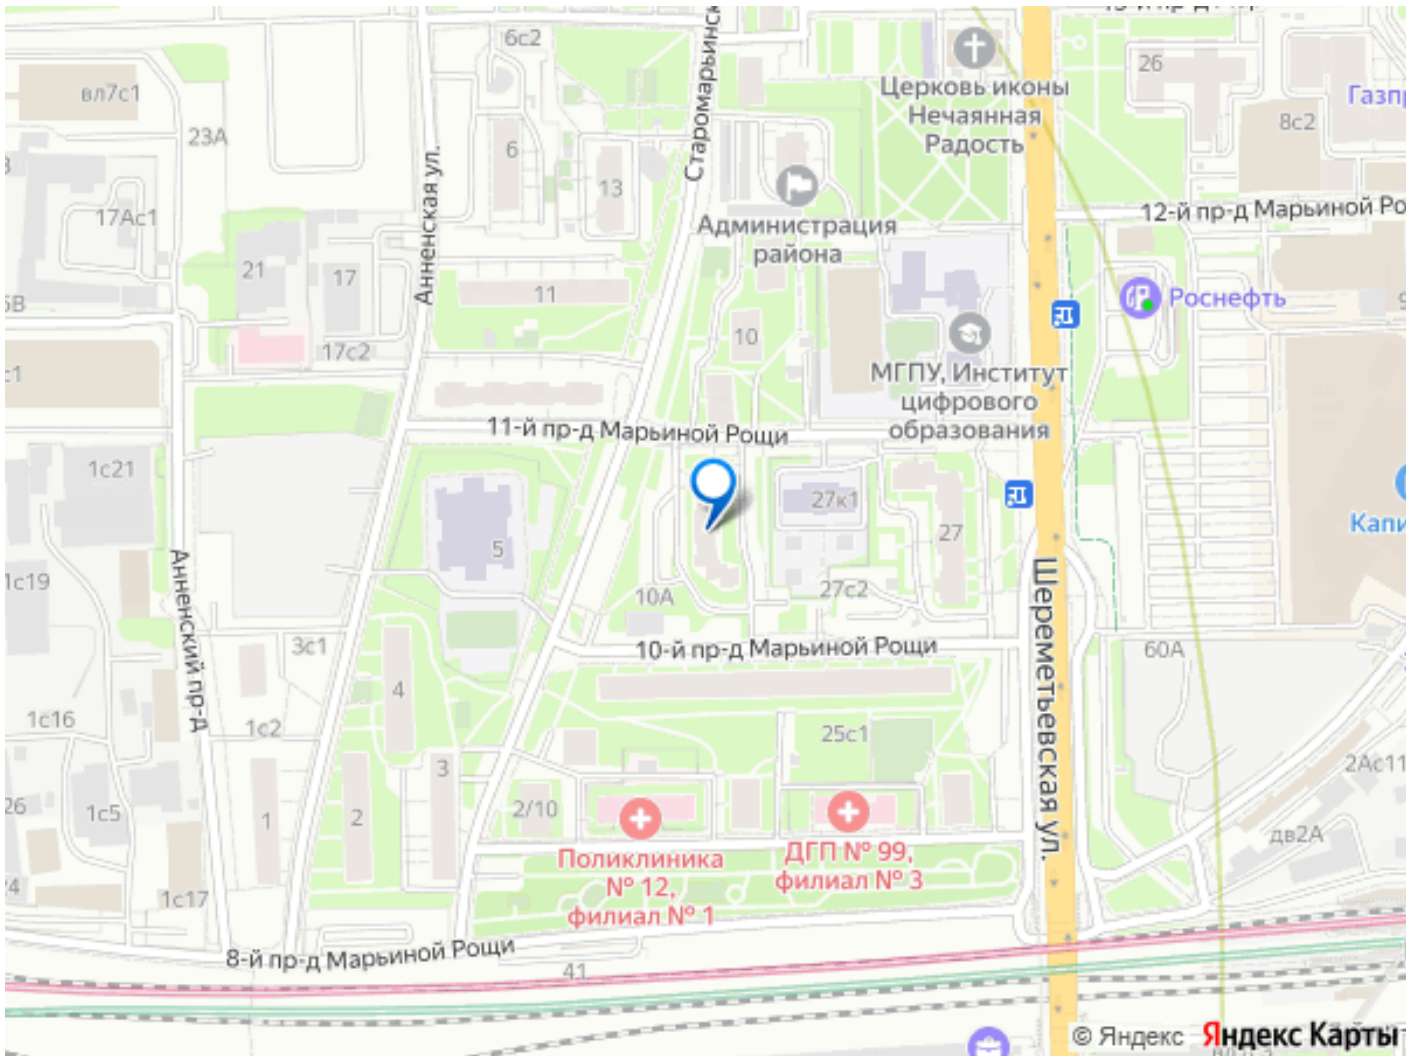 6с2
Старомарьинск
вл7с1
23А
6
13
Церковь иконы
Нечаянная
Радость
26
Газп
8с2
17Ас1
Анненская ул.
Администрация
района
12-й пр-д Марьиной Ро
21
17
11
10
Роснефть
17с2
МГПУ, Институт
цифрового
образования
11-й пр-д Марьиной Рощи
1с21
27к1
27
Капи
5
1с19
Анненский пр-д
10А
27с2
Шереметьевская ул.
3с1
10-й пр-д Марьиной Рощи
60А
4
1с16
1с2
25с1
3
2Ас11
26
1с5
1
2
2/10
дв2А
Поликлиника
№ 12,
филиал № 1
ДГП № 99,
филиал № 3
24
1с17
8-й пр-д Марьиной Рощи
41
© Яндекс Яндекс Карты